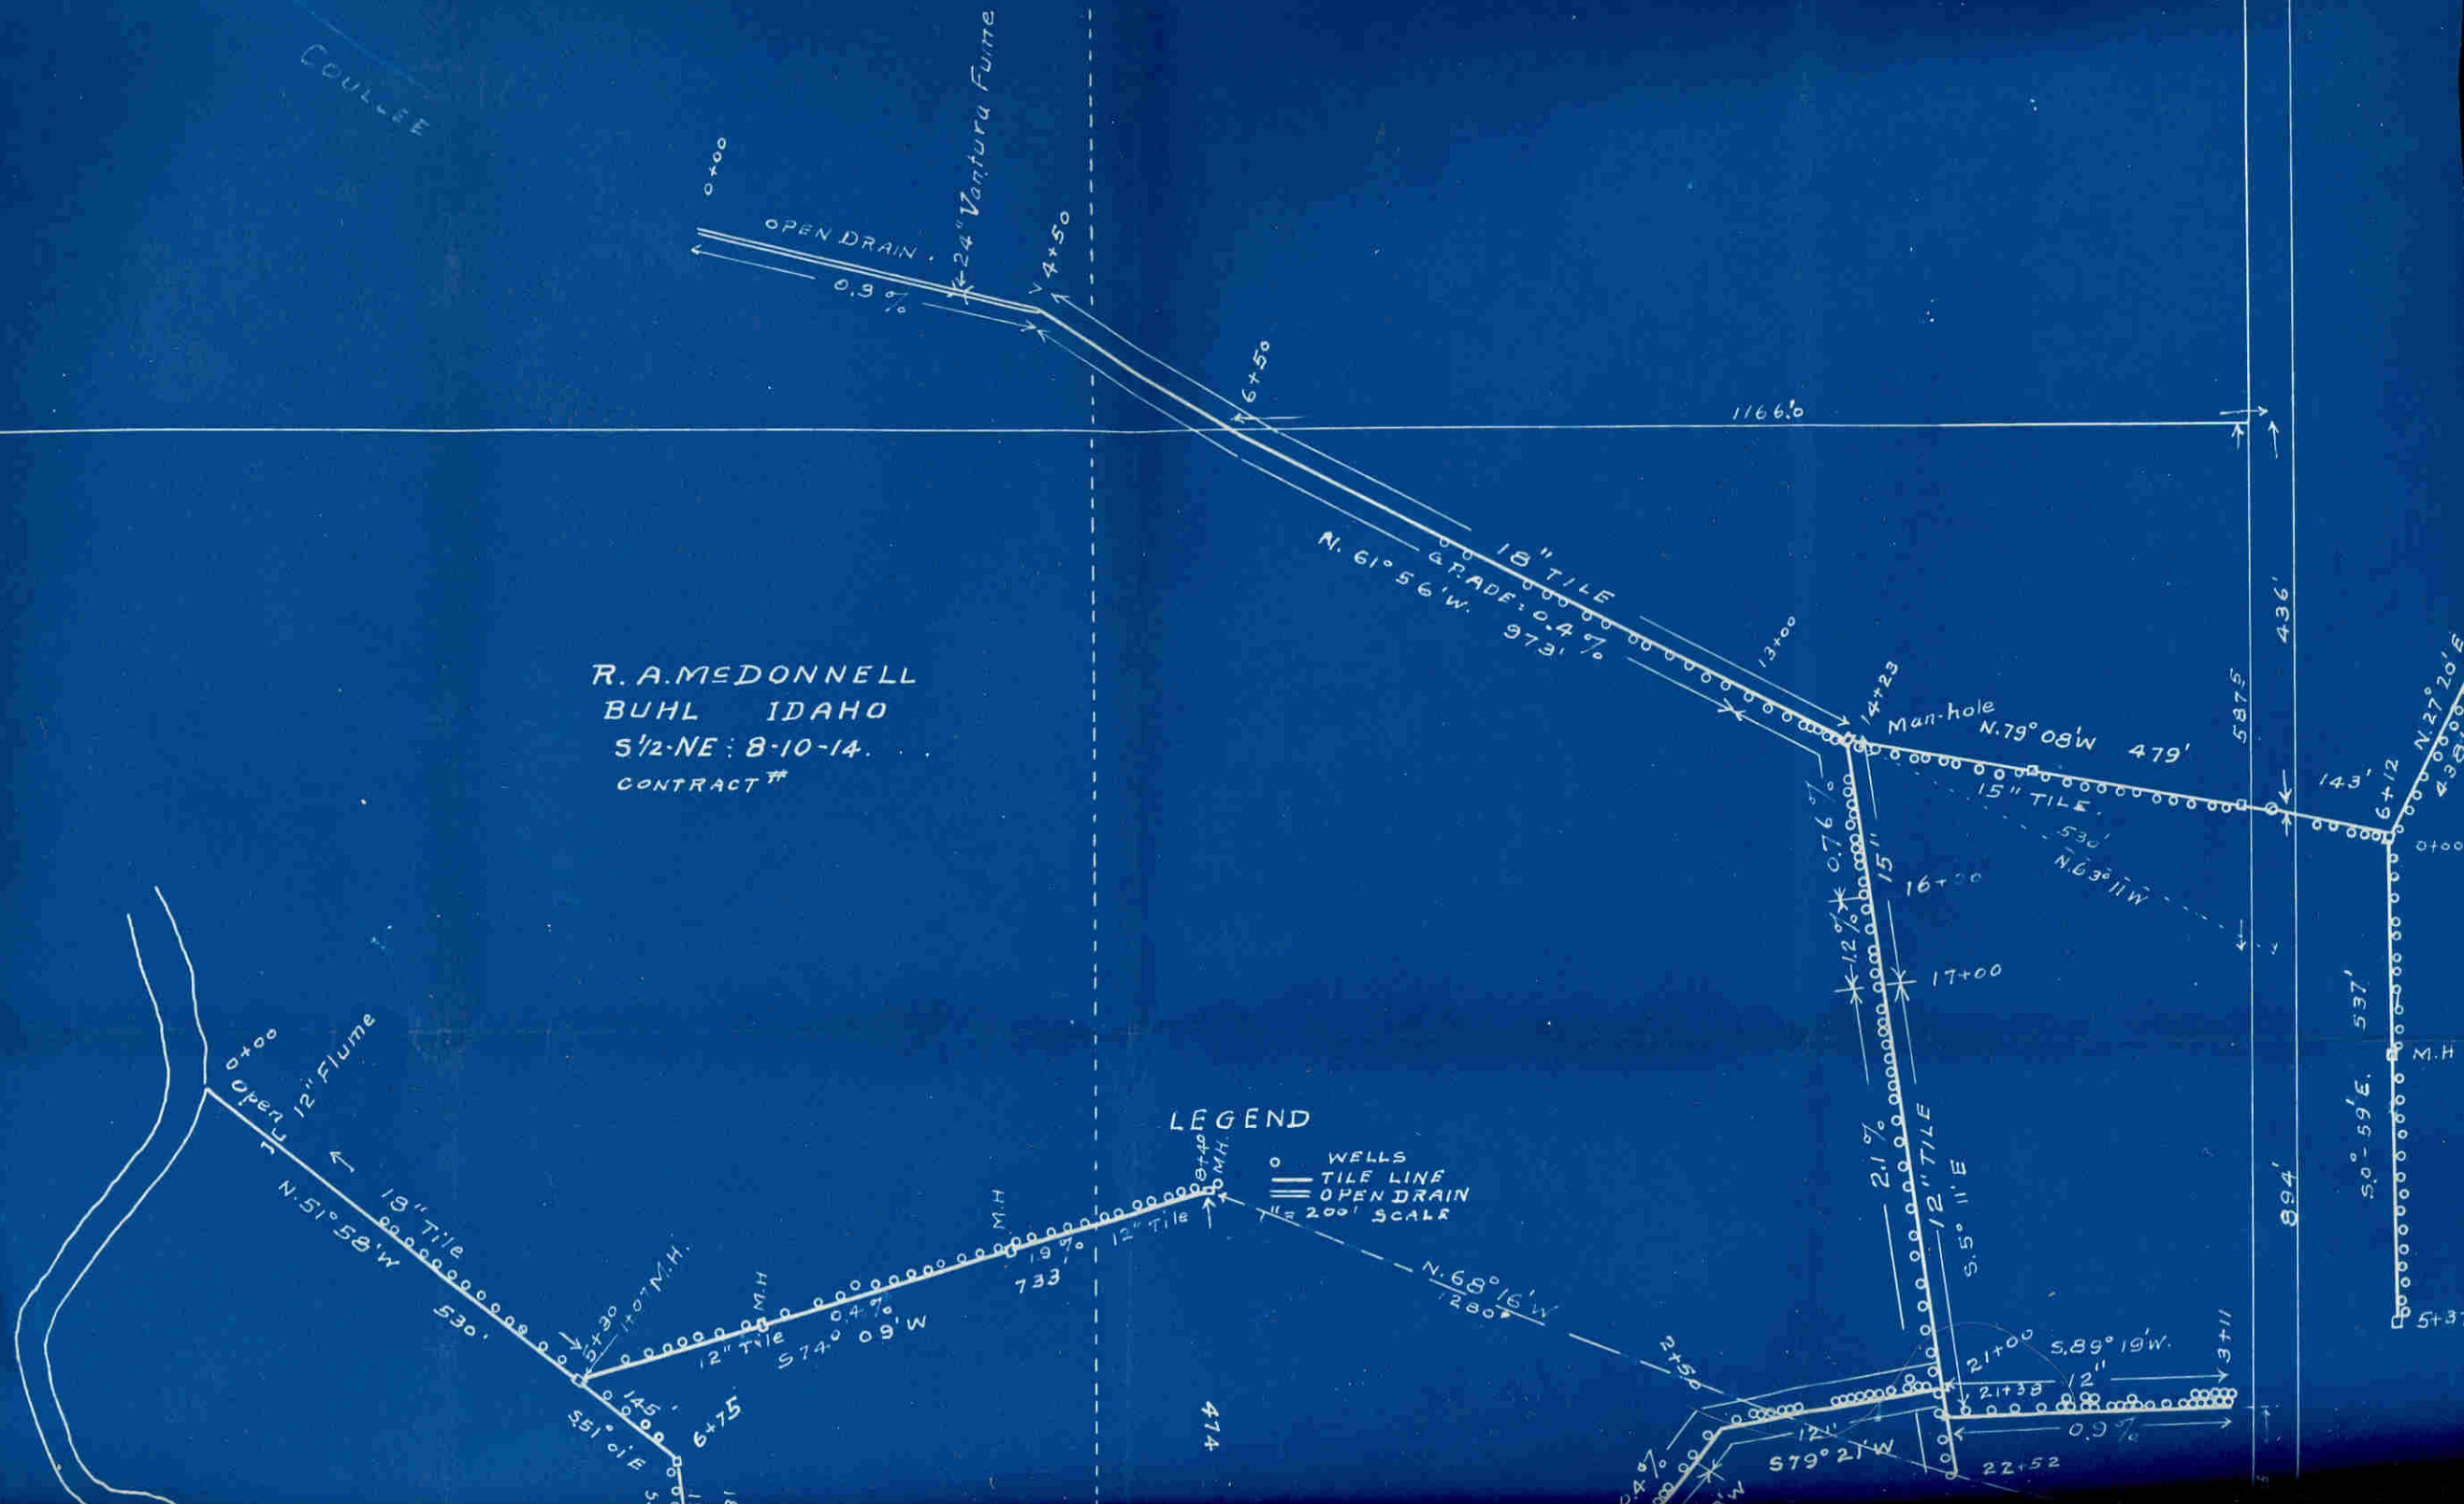 COULEE
0+00
OPEN DRAIN.
0.9 %
24" Vantura Fume
4+50
6+50
1166.0
18" TILE
GRADE: 0.4 %
N. 61° 56' W.
973'
13+00
14+23
Man-hole
N. 79° 08' W 479'
15" TILE.
530'
N. 63° 11' W
587.5
436'
143'
6+12
N. 27° 20' E
0+00
R. A. McDONNELL
BUHL IDAHO
S 1/2-NE: 8-10-14.
CONTRACT #
0.76 %
15"
16+00
1.2 %
17+00
2.1 %
12" TILE
S. 5° 11' E
S. 0° - 59' E. 537'
M.H
894'
0+00
Open
12" Flume
18" Tile
N. 51° 58' W
530'
5+30
1+07 M.H.
145'
S. 51° 01' E
6+75
12" Tile
M.H
0.4 %
S 74° 09' W
M.H
1.9 %
733'
12" Tile
8+40
M.H.
LEGEND
o WELLS
TILE LINE
OPEN DRAIN
1" = 200' SCALE
N. 68° 16' W
1280'
474
2+50
12"
S 79° 21' W
21+00
21+38
S. 89° 19' W.
12"
3+11
0.9 %
22+52